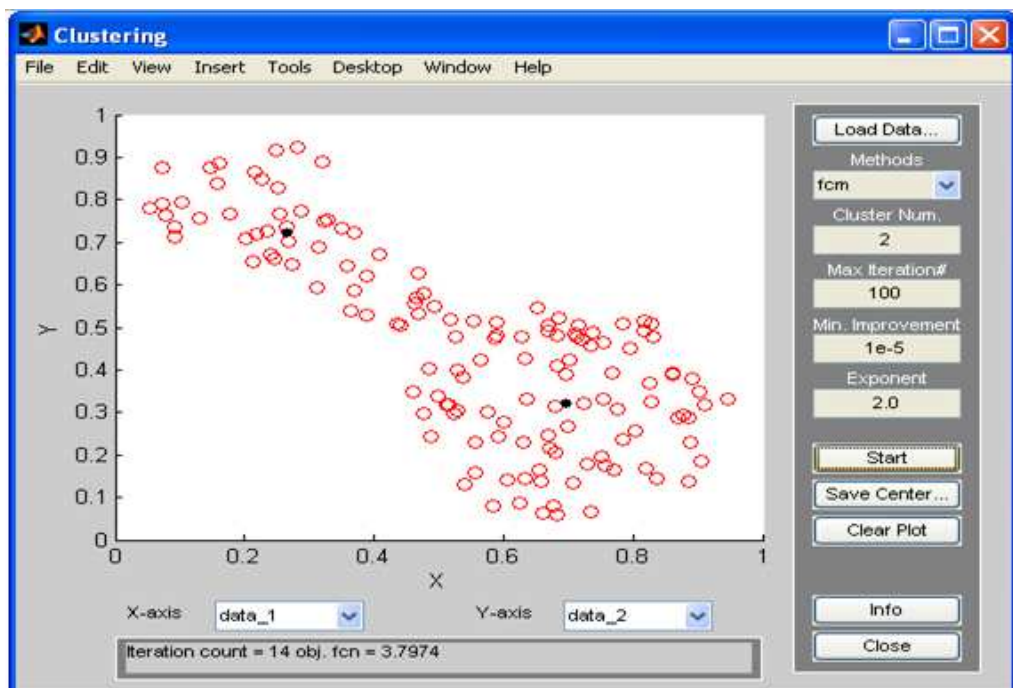 Clustering
File Edit View Insert Tools Desktop Window Help
1
0.9
0.8
0.7
0.6
0.5
0.4
0.3
0.2
0.1
0
Y
0 0.2 0.4 0.6 0.8 1
X
X-axis data_1 Y-axis data_2
Iteration count = 14 obj. fcn = 3.7974
Load Data...
Methods
fcm
Cluster Num.
2
Max Iteration#
100
Min. Improvement
1e-5
Exponent
2.0
Start
Save Center...
Clear Plot
Info
Close